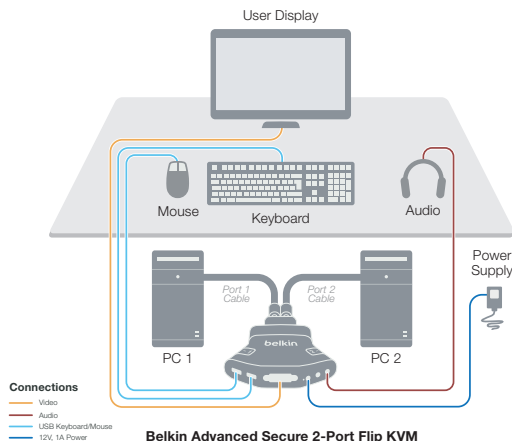 User Display
Mouse
Keyboard
Audio
Power
Supply
Port 1
Cable
Port 2
Cable
PC 1
belkin
PC 2
Connections
Video
Audio
USB Keyboard/Mouse
12V, 1A Power
Belkin Advanced Secure 2-Port Flip KVM